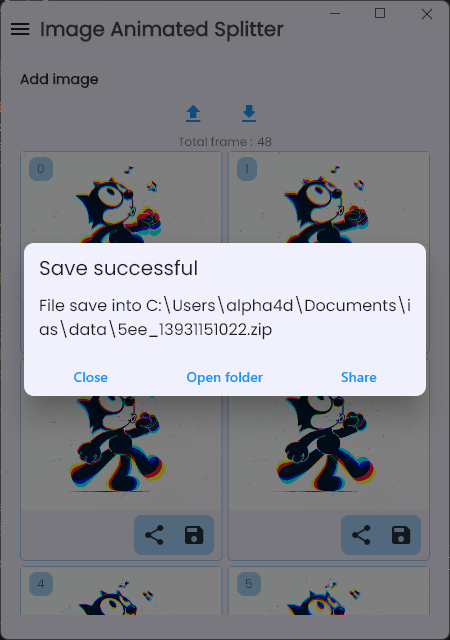 Image Animated Splitter
Add image
Total frame : 48
0
1
Save successful
File save into C:\Users\alpha4d\Documents\i
as\data\5ee_13931151022.zip
Close
Open folder
Share
4
5